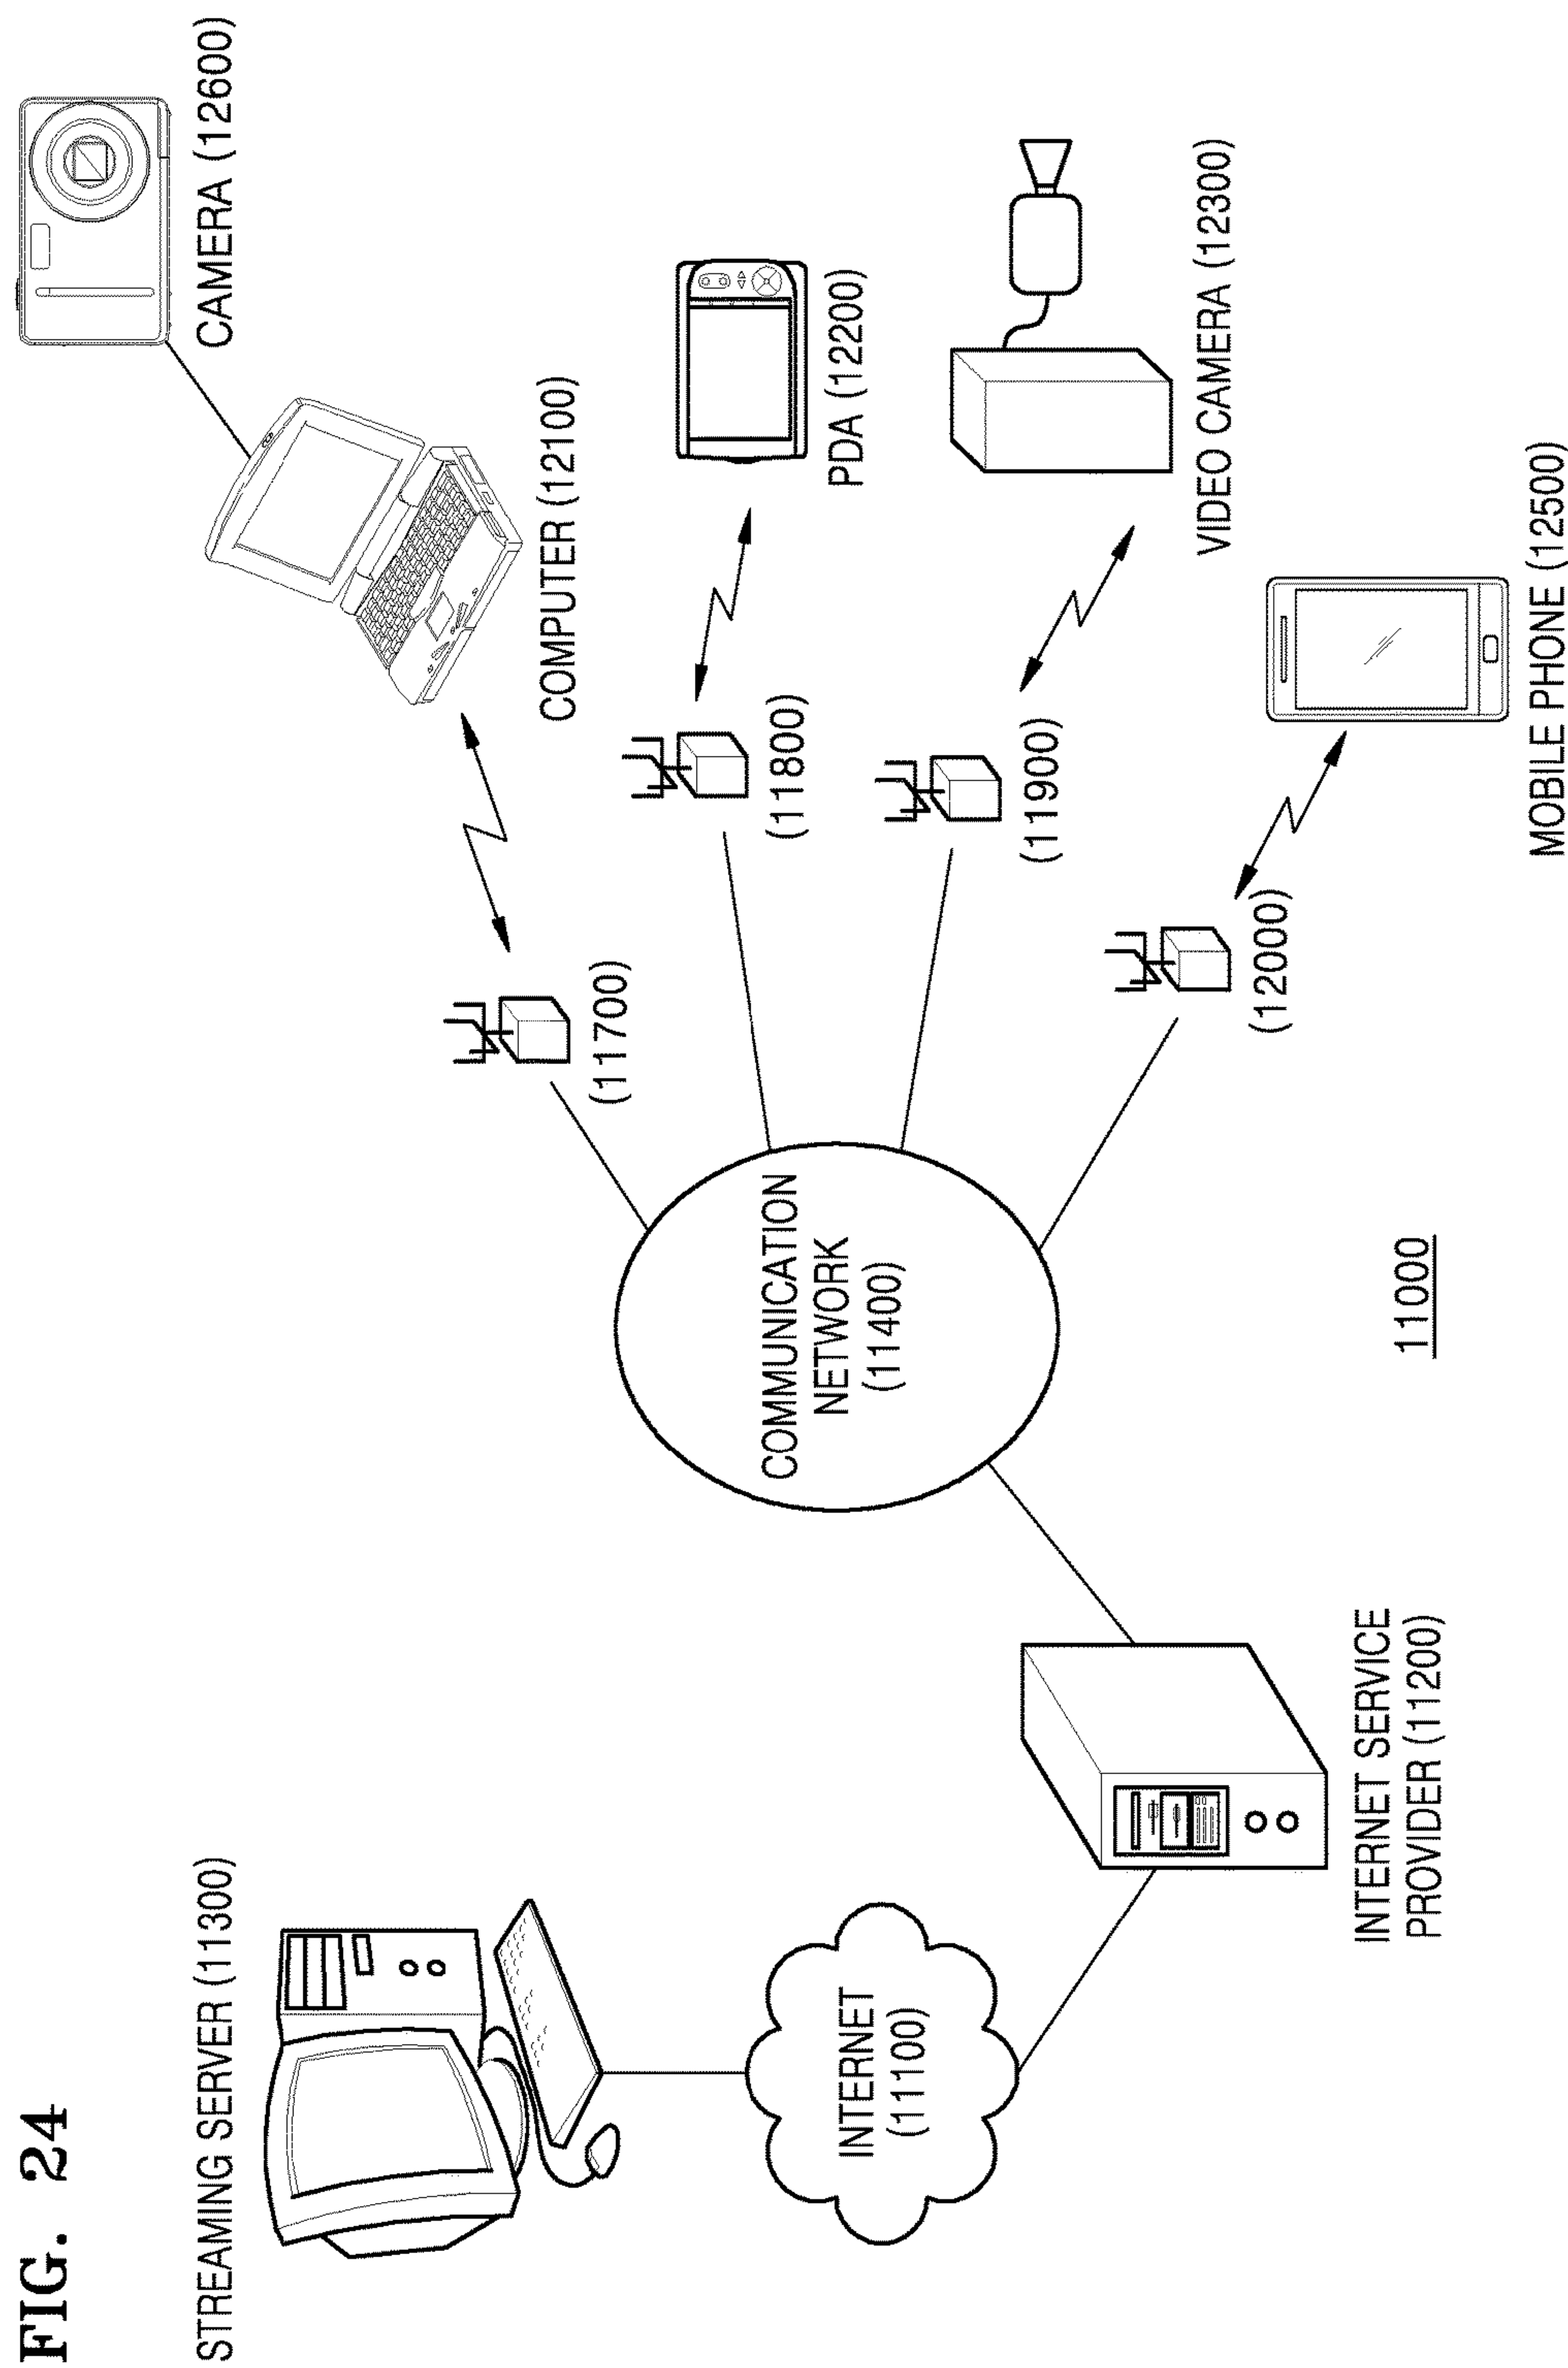 FIG. 24
STREAMING SERVER (11300)
INTERNET
(11100)
INTERNET SERVICE
PROVIDER (11200)
COMMUNICATION
NETWORK
(11400)
(11700)
(11800)
(11900)
(12000)
CAMERA (12600)
COMPUTER (12100)
PDA (12200)
VIDEO CAMERA (12300)
MOBILE PHONE (12500)
11000